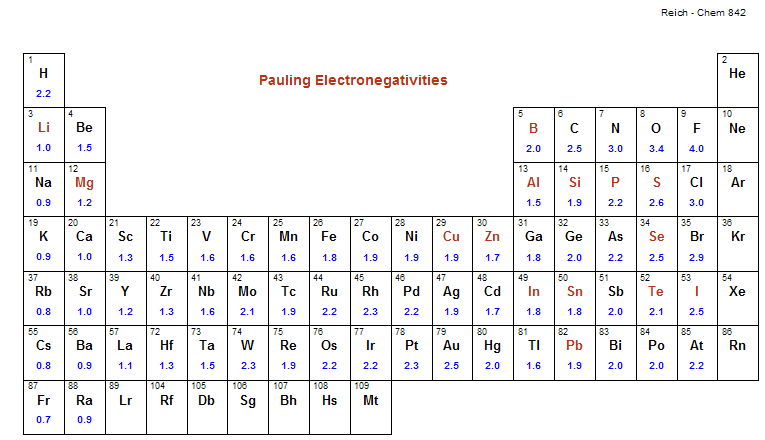 Reich - Chem 842
Pauling Electronegativities
1 2
H He
2.2
3 4 5 6 7 8 9 10
Li Be B C N O F Ne
1.0 1.5 2.0 2.5 3.0 3.4 4.0
11 12 13 14 15 16 17 18
Na Mg Al Si P S Cl Ar
0.9 1.2 1.5 1.9 2.2 2.6 3.0
19 20 21 22 23 24 25 26 27 28 29 30 31 32 33 34 35 36
K Ca Sc Ti V Cr Mn Fe Co Ni Cu Zn Ga Ge As Se Br Kr
0.9 1.0 1.3 1.5 1.6 1.6 1.6 1.8 1.9 1.9 1.9 1.7 1.8 2.0 2.2 2.5 2.9
37 38 39 40 41 42 43 44 45 46 47 48 49 50 51 52 53 54
Rb Sr Y Zr Nb Mo Tc Ru Rh Pd Ag Cd In Sn Sb Te I Xe
0.8 1.0 1.2 1.3 1.6 2.1 1.9 2.2 2.3 2.2 1.9 1.7 1.8 1.8 2.0 2.1 2.5
55 56 57 72 73 74 75 76 77 78 79 80 81 82 83 84 85 86
Cs Ba La Hf Ta W Re Os Ir Pt Au Hg Tl Pb Bi Po At Rn
0.8 0.9 1.1 1.3 1.5 2.3 1.9 2.2 2.2 2.3 2.5 2.0 1.6 1.9 2.0 2.0 2.2
87 88 89 104 105 106 107 108 109
Fr Ra Lr Rf Db Sg Bh Hs Mt
0.7 0.9